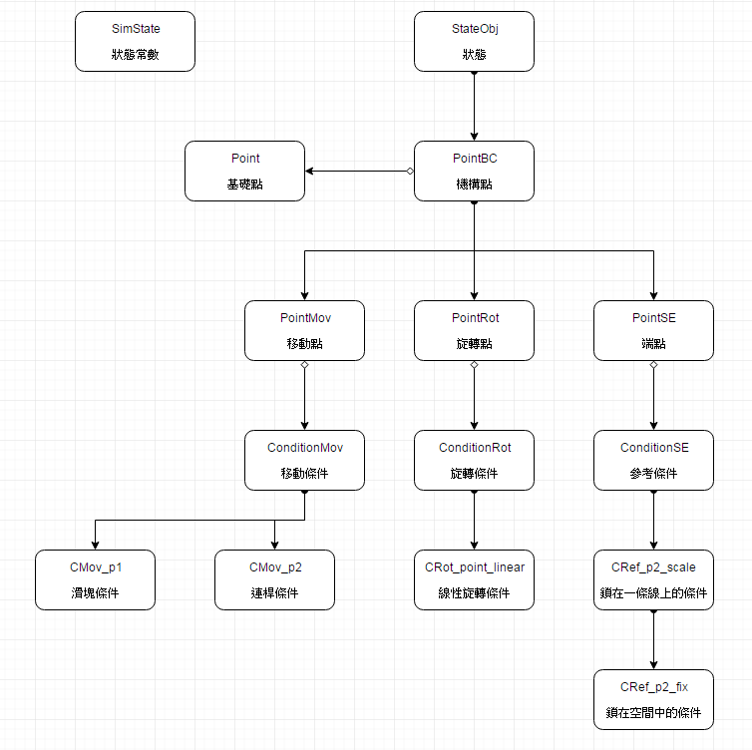 SimState
狀態常數
StateObj
狀態
Point
基礎點
PointBC
機構點
PointMov
移動點
PointRot
旋轉點
PointSE
端點
ConditionMov
移動條件
ConditionRot
旋轉條件
ConditionSE
參考條件
CMov_p1
滑塊條件
CMov_p2
連桿條件
CRot_point_linear
線性旋轉條件
CRef_p2_scale
鎖在一條線上的條件
CRef_p2_fix
鎖在空間中的條件